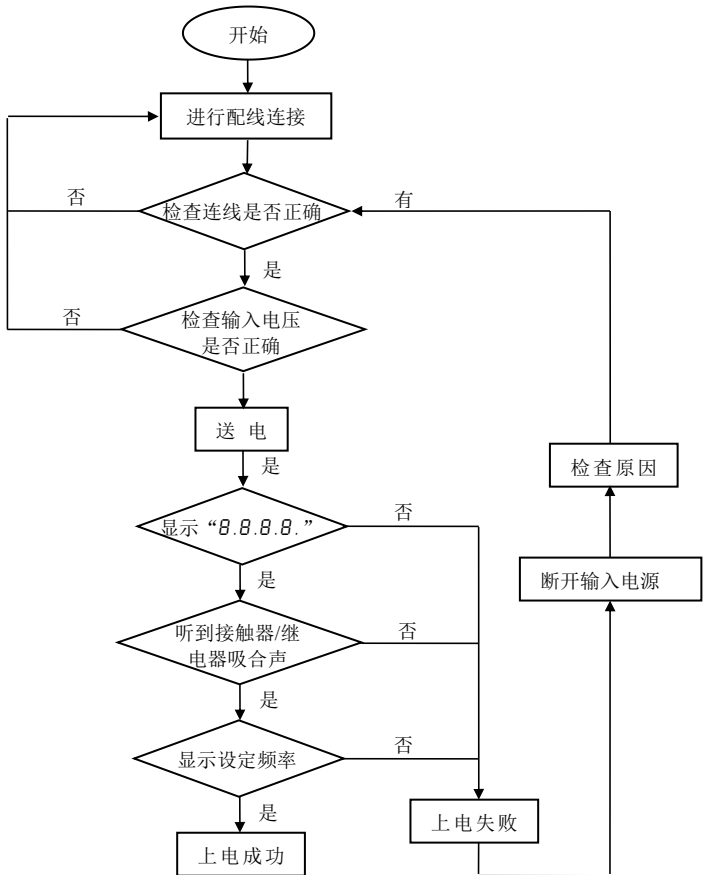 开始
进行配线连接
否
检查连线是否正确
有
是
否
检查输入电压
是否正确
送 电
检查原因
是
显示“8.8.8.8.”
否
断开输入电源
是
听到接触器/继
电器吸合声
否
是
显示设定频率
否
是
上电失败
上电成功